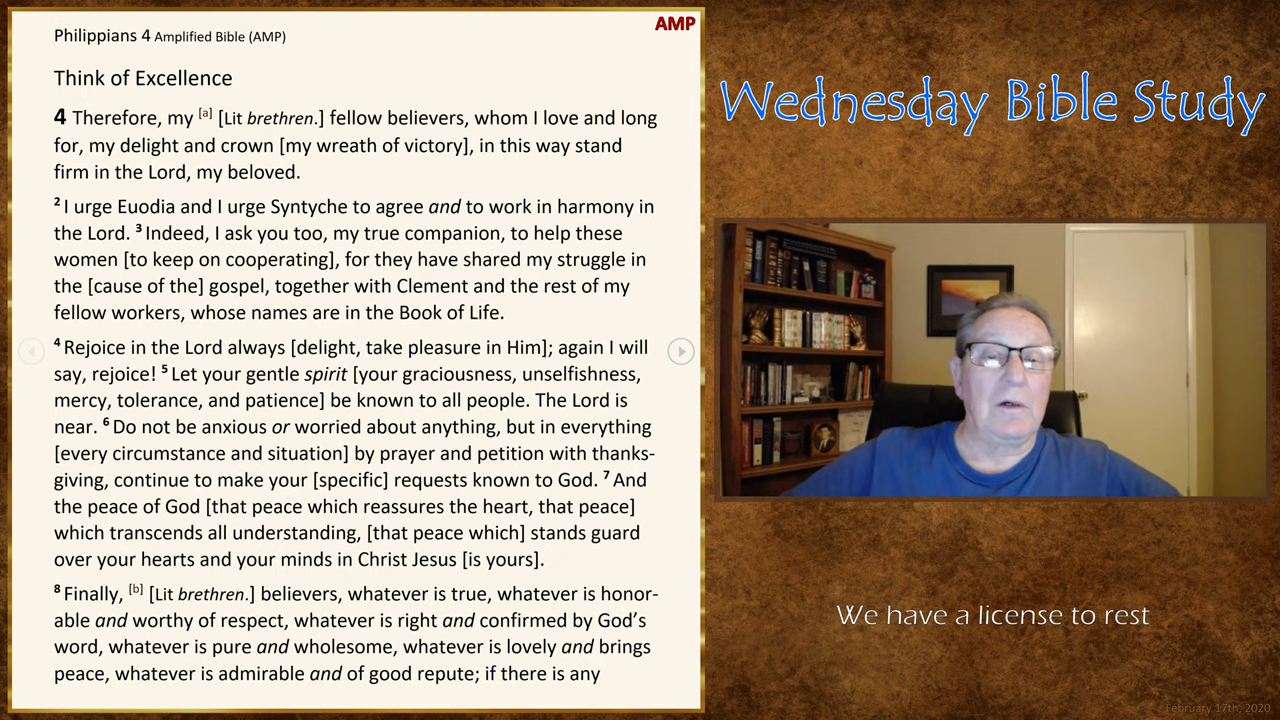 AMP
Philippians 4 Amplified Bible (AMP)
Think of Excellence
4 Therefore, my [a] [Lit brethren.] fellow believers, whom I love and long
for, my delight and crown [my wreath of victory], in this way stand
firm in the Lord, my beloved.
2 I urge Euodia and I urge Syntyche to agree and to work in harmony in
the Lord. 3 Indeed, I ask you too, my true companion, to help these
women [to keep on cooperating], for they have shared my struggle in
the [cause of the] gospel, together with Clement and the rest of my
fellow workers, whose names are in the Book of Life.
4 Rejoice in the Lord always [delight, take pleasure in Him]; again I will
say, rejoice! 5 Let your gentle spirit [your graciousness, unselfishness,
mercy, tolerance, and patience] be known to all people. The Lord is
near. 6 Do not be anxious or worried about anything, but in everything
[every circumstance and situation] by prayer and petition with thanks-
giving, continue to make your [specific] requests known to God. 7 And
the peace of God [that peace which reassures the heart, that peace]
which transcends all understanding, [that peace which] stands guard
over your hearts and your minds in Christ Jesus [is yours].
8 Finally, [b] [Lit brethren.] believers, whatever is true, whatever is honor-
able and worthy of respect, whatever is right and confirmed by God's
word, whatever is pure and wholesome, whatever is lovely and brings
peace, whatever is admirable and of good repute; if there is any
Wednesday Bible Study
We have a license to rest
February 17th, 2020